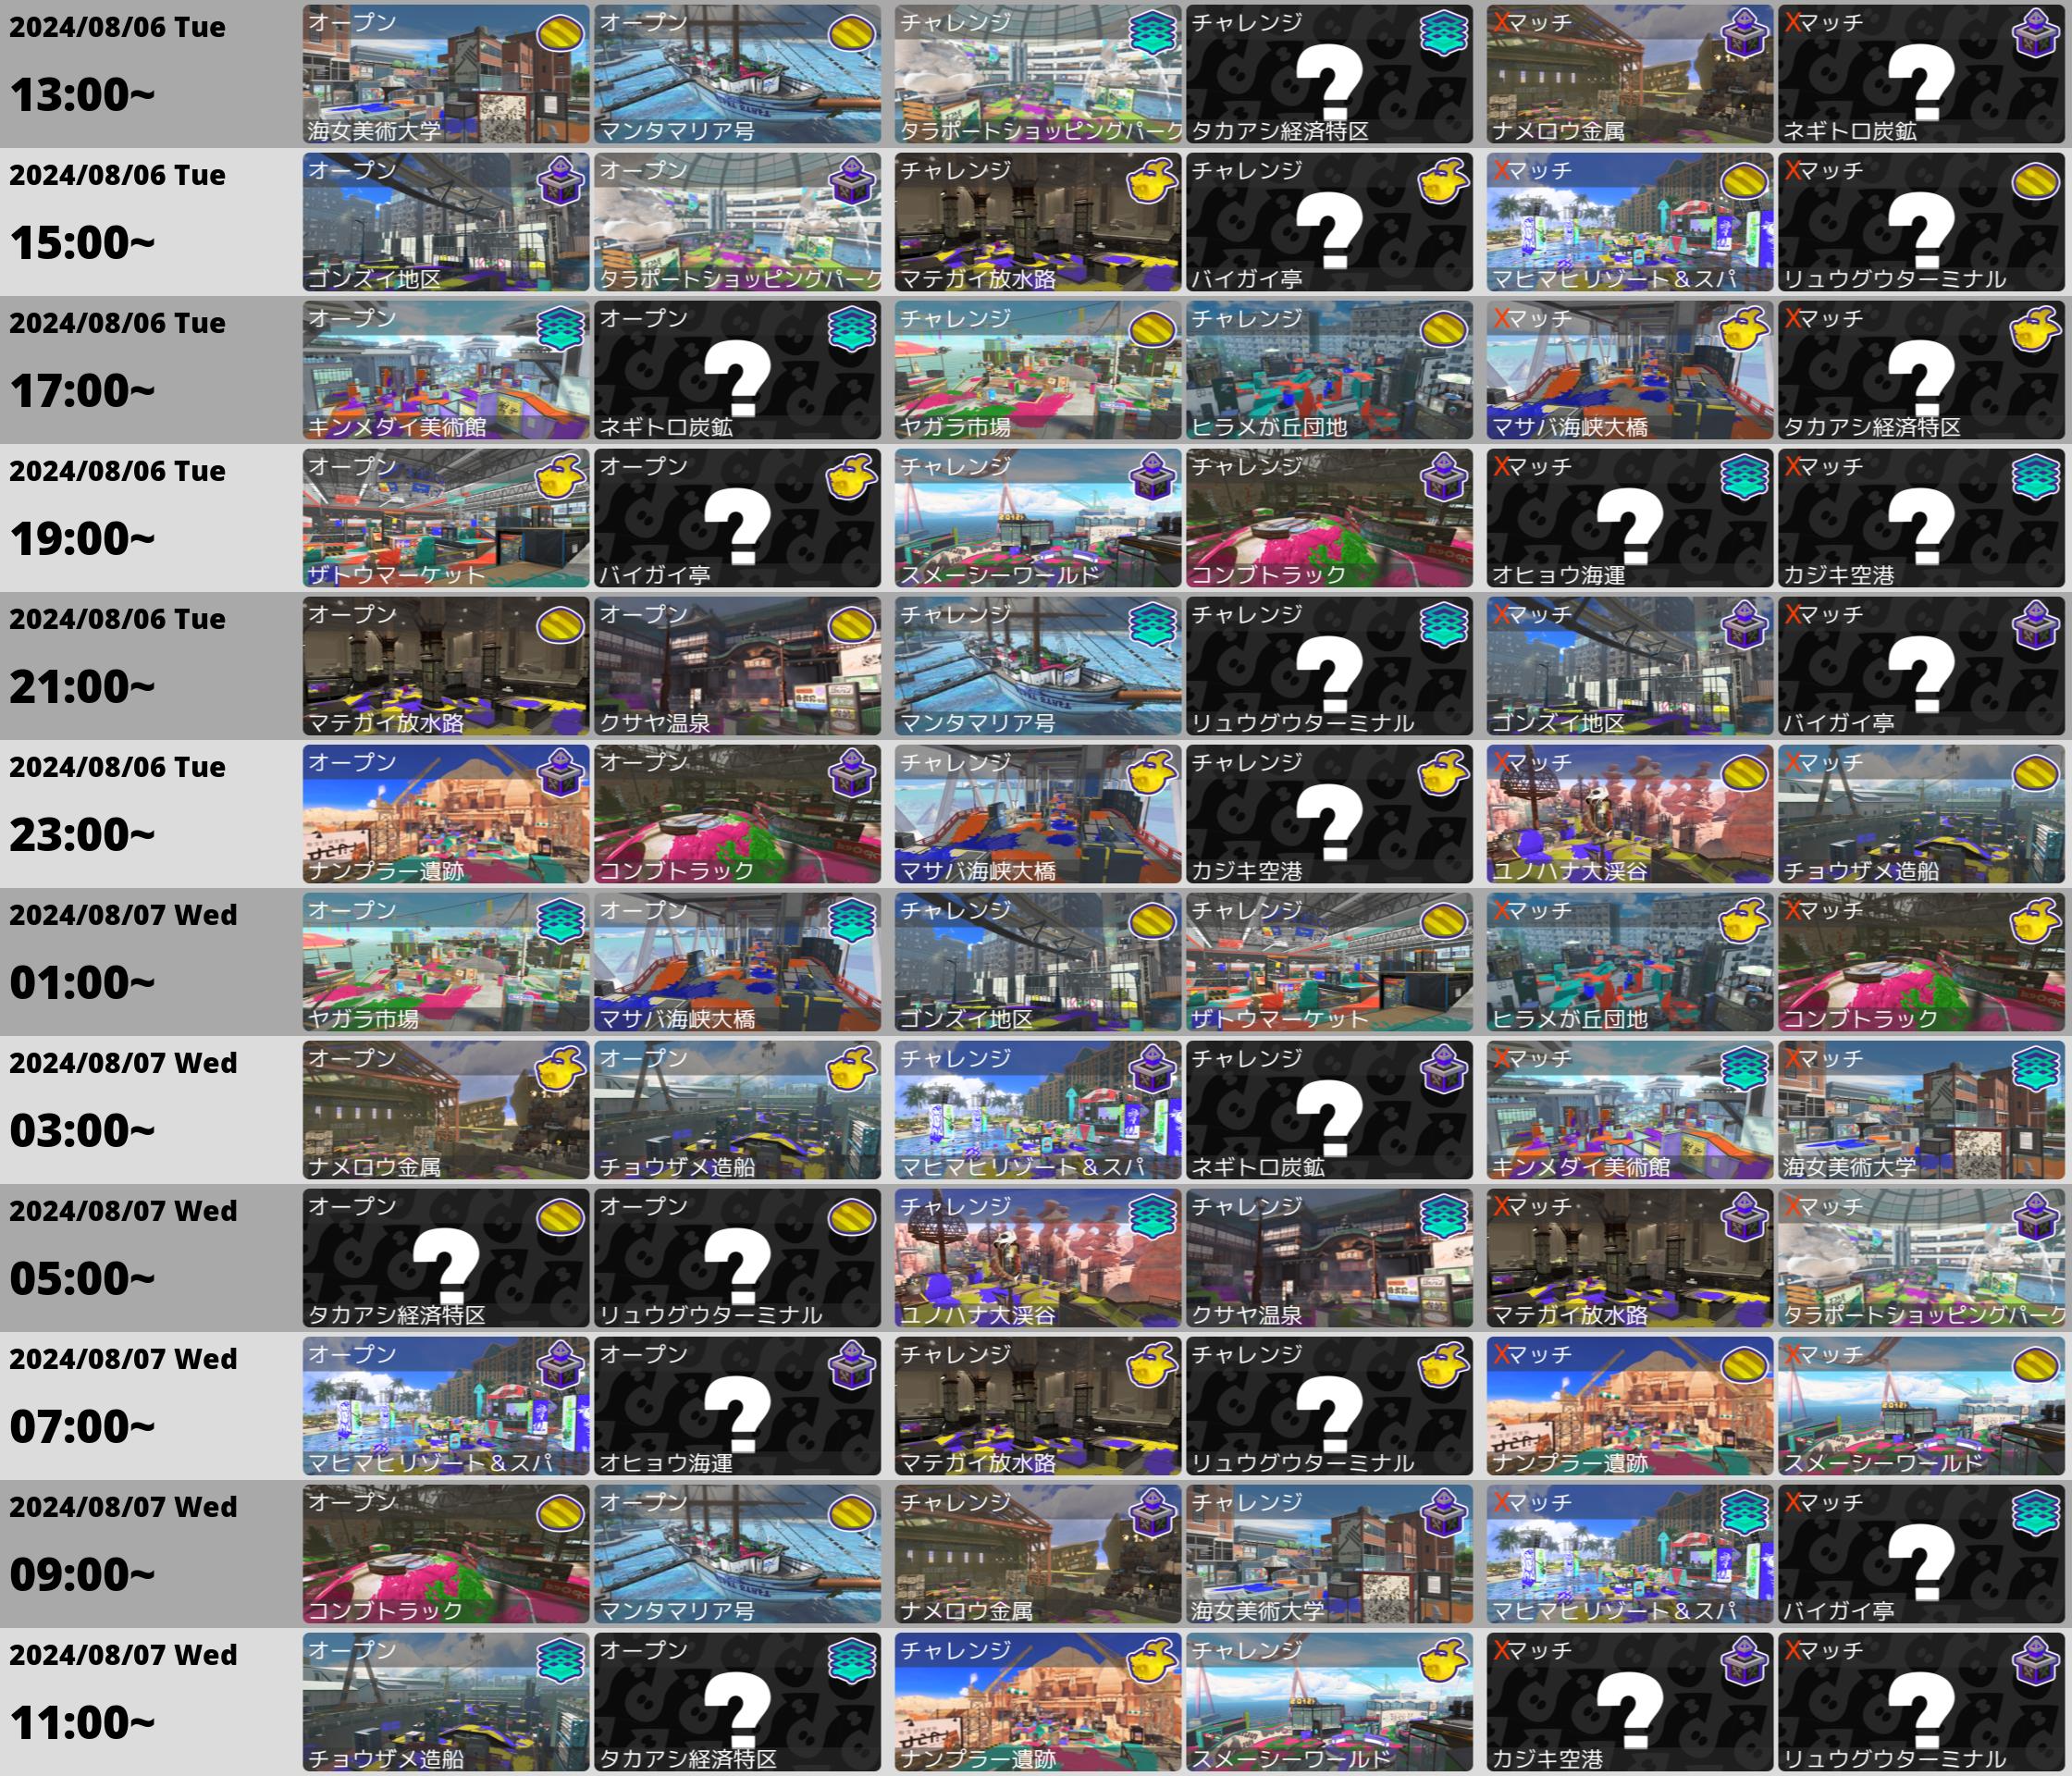 2024/08/06 Tue
13:00~
オープン
海女美術大学
オープン
マンタマリア号
チャレンジ
タラポートショッピングパーク
チャレンジ
タカアシ経済特区
Xマッチ
ナメロウ金属
Xマッチ
ネギトロ炭鉱
2024/08/06 Tue
15:00~
オープン
ゴンズイ地区
オープン
タラポートショッピングパーク
チャレンジ
マテガイ放水路
チャレンジ
バイガイ亭
Xマッチ
マヒマヒリゾート&スパ
Xマッチ
リュウグウターミナル
2024/08/06 Tue
17:00~
オープン
キンメダイ美術館
オープン
ネギトロ炭鉱
チャレンジ
ヤガラ市場
チャレンジ
ヒラメが丘団地
Xマッチ
マサバ海峡大橋
Xマッチ
タカアシ経済特区
2024/08/06 Tue
19:00~
オープン
ザトウマーケット
オープン
バイガイ亭
チャレンジ
スメーシーワールド
チャレンジ
コンブトラック
Xマッチ
オヒョウ海運
Xマッチ
カジキ空港
2024/08/06 Tue
21:00~
オープン
マテガイ放水路
オープン
クサヤ温泉
チャレンジ
マンタマリア号
チャレンジ
リュウグウターミナル
Xマッチ
ゴンズイ地区
Xマッチ
バイガイ亭
2024/08/06 Tue
23:00~
オープン
ナンプラー遺跡
オープン
コンブトラック
チャレンジ
マサバ海峡大橋
チャレンジ
カジキ空港
Xマッチ
ユノハナ大渓谷
Xマッチ
チョウザメ造船
2024/08/07 Wed
01:00~
オープン
ヤガラ市場
オープン
マサバ海峡大橋
チャレンジ
ゴンズイ地区
チャレンジ
ザトウマーケット
Xマッチ
ヒラメが丘団地
Xマッチ
コンブトラック
2024/08/07 Wed
03:00~
オープン
ナメロウ金属
オープン
チョウザメ造船
チャレンジ
マヒマヒリゾート&スパ
チャレンジ
ネギトロ炭鉱
Xマッチ
キンメダイ美術館
Xマッチ
海女美術大学
2024/08/07 Wed
05:00~
オープン
タカアシ経済特区
オープン
リュウグウターミナル
チャレンジ
ユノハナ大渓谷
チャレンジ
クサヤ温泉
Xマッチ
マテガイ放水路
Xマッチ
タラポートショッピングパーク
2024/08/07 Wed
07:00~
オープン
マヒマヒリゾート&スパ
オープン
オヒョウ海運
チャレンジ
マテガイ放水路
チャレンジ
リュウグウターミナル
Xマッチ
ナンプラー遺跡
Xマッチ
スメーシーワールド
2024/08/07 Wed
09:00~
オープン
コンブトラック
オープン
マンタマリア号
チャレンジ
ナメロウ金属
チャレンジ
海女美術大学
Xマッチ
マヒマヒリゾート&スパ
Xマッチ
バイガイ亭
2024/08/07 Wed
11:00~
オープン
チョウザメ造船
オープン
タカアシ経済特区
チャレンジ
ナンプラー遺跡
チャレンジ
スメーシーワールド
Xマッチ
カジキ空港
Xマッチ
リュウグウターミナル